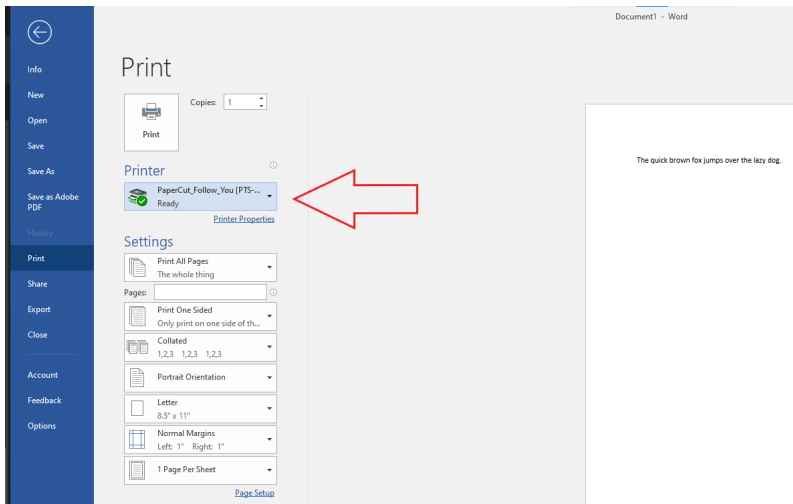 Document1 - Word
Info
New
Open
Save
Save As
Save as Adobe
PDF
History
Print
Share
Export
Close
Account
Feedback
Options
Print
Copies: 1
Print
Printer
PaperCut_Follow_You [PTS-...
Ready
Printer Properties
Settings
Print All Pages
The whole thing
Pages:
Print One Sided
Only print on one side of th...
Collated
1,2,3 1,2,3 1,2,3
Portrait Orientation
Letter
8.5" x 11"
Normal Margins
Left: 1" Right: 1"
1 Page Per Sheet
Page Setup
The quick brown fox jumps over the lazy dog.